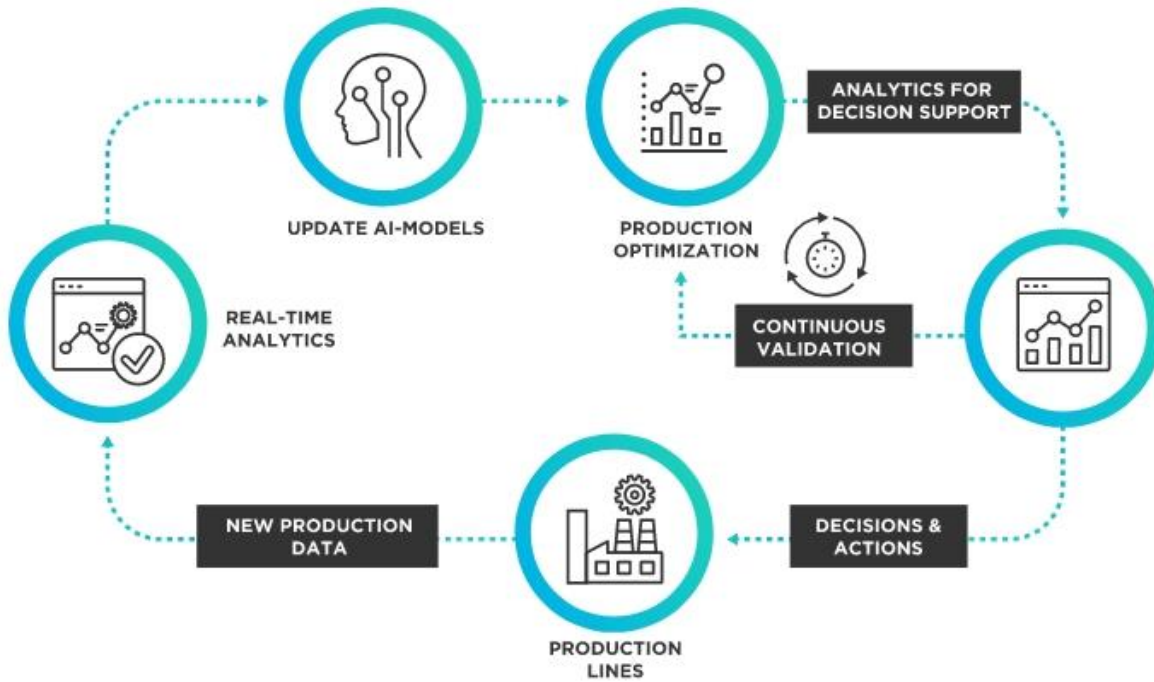 ANALYTICS FOR
DECISION SUPPORT
UPDATE AI-MODELS
PRODUCTION
OPTIMIZATION
REAL-TIME
ANALYTICS
CONTINUOUS
VALIDATION
NEW PRODUCTION
DATA
DECISIONS &
ACTIONS
PRODUCTION
LINES